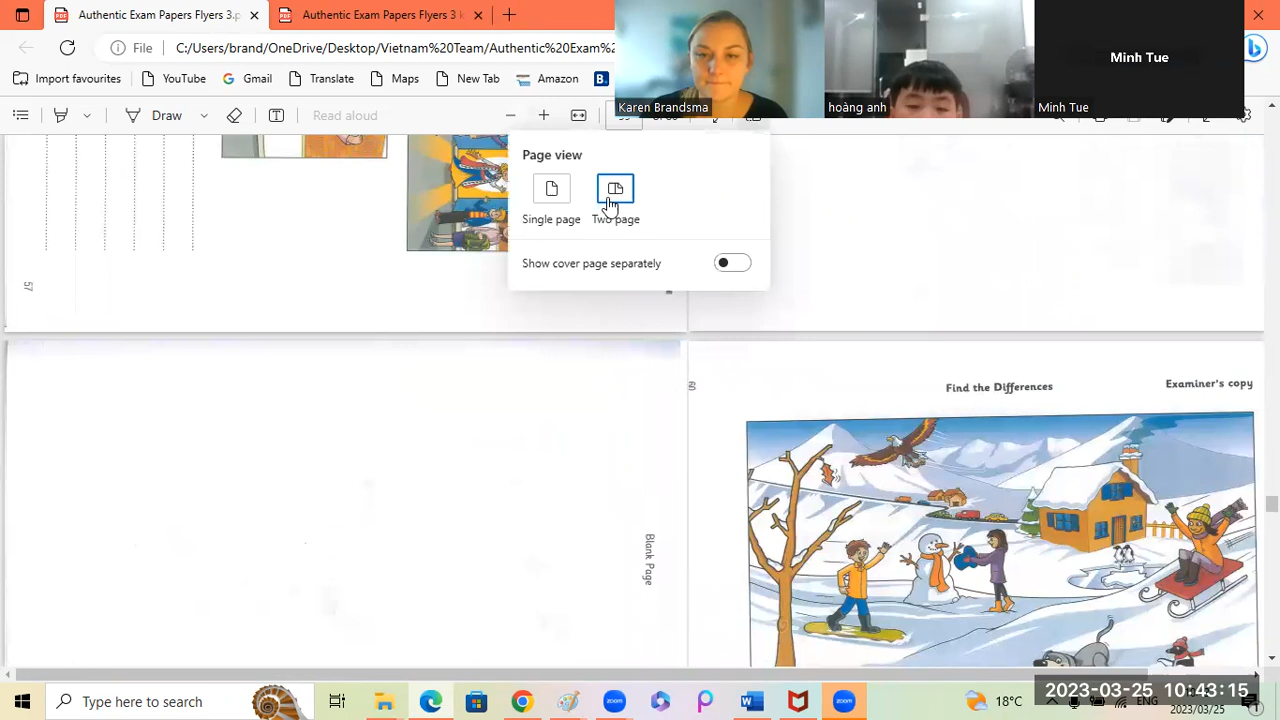 Authentic Exam Papers Flyers 3.p
Authentic Exam Papers Flyers 3 k
File
C:/Users/brand/OneDrive/Desktop/Vietnam%20Team/Authentic%20Exam%
Import favourites
YouTube
Gmail
Translate
Maps
New Tab
Amazon
B.
Draw
Read aloud
Karen Brandsma
hoàng anh
Minh Tue
Minh Tue
Page view
Single page
Two page
Show cover page separately
57
Blank Page
Find the Differences
Examiner's copy
Type here to search
18°C
ENG
2023-03-25 10:43:15
2023/03/25